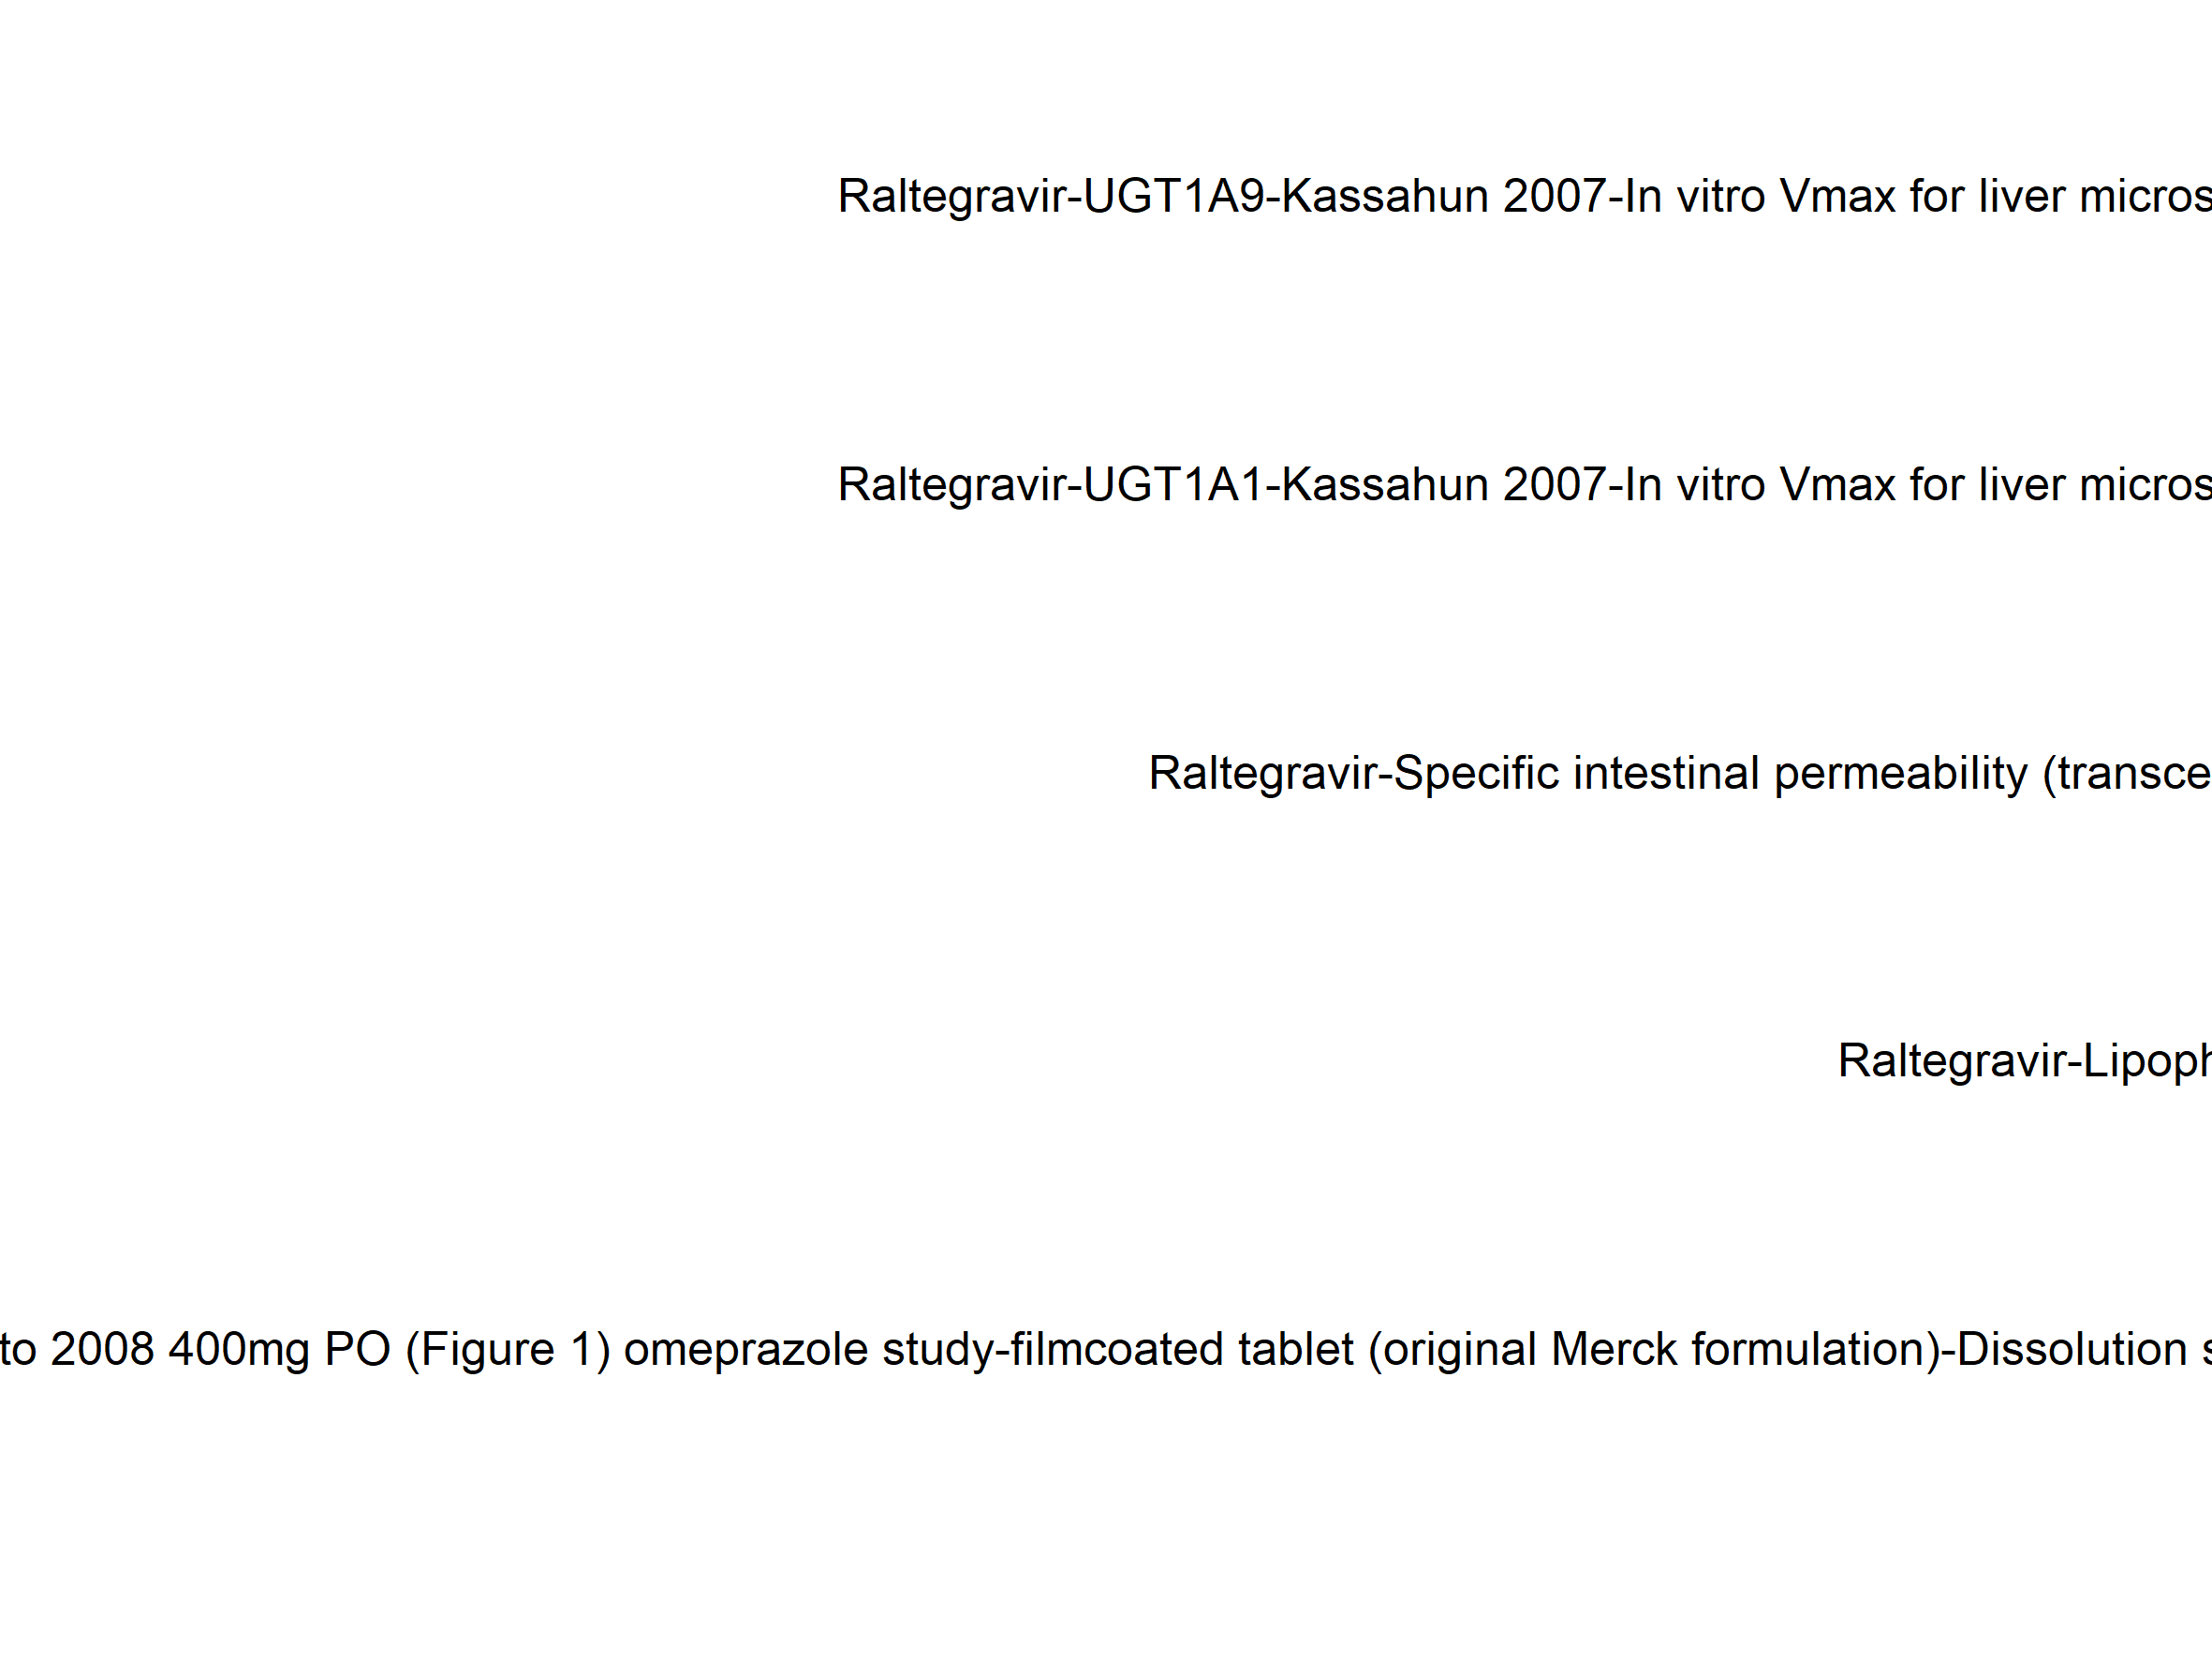 Raltegravir-UGT1A9-Kassahun 2007-In vitro Vmax for liver micros
Raltegravir-UGT1A1-Kassahun 2007-In vitro Vmax for liver micros
Raltegravir-Specific intestinal permeability (transce
Raltegravir-Lipoph
to 2008 400mg PO (Figure 1) omeprazole study-filmcoated tablet (original Merck formulation)-Dissolution s